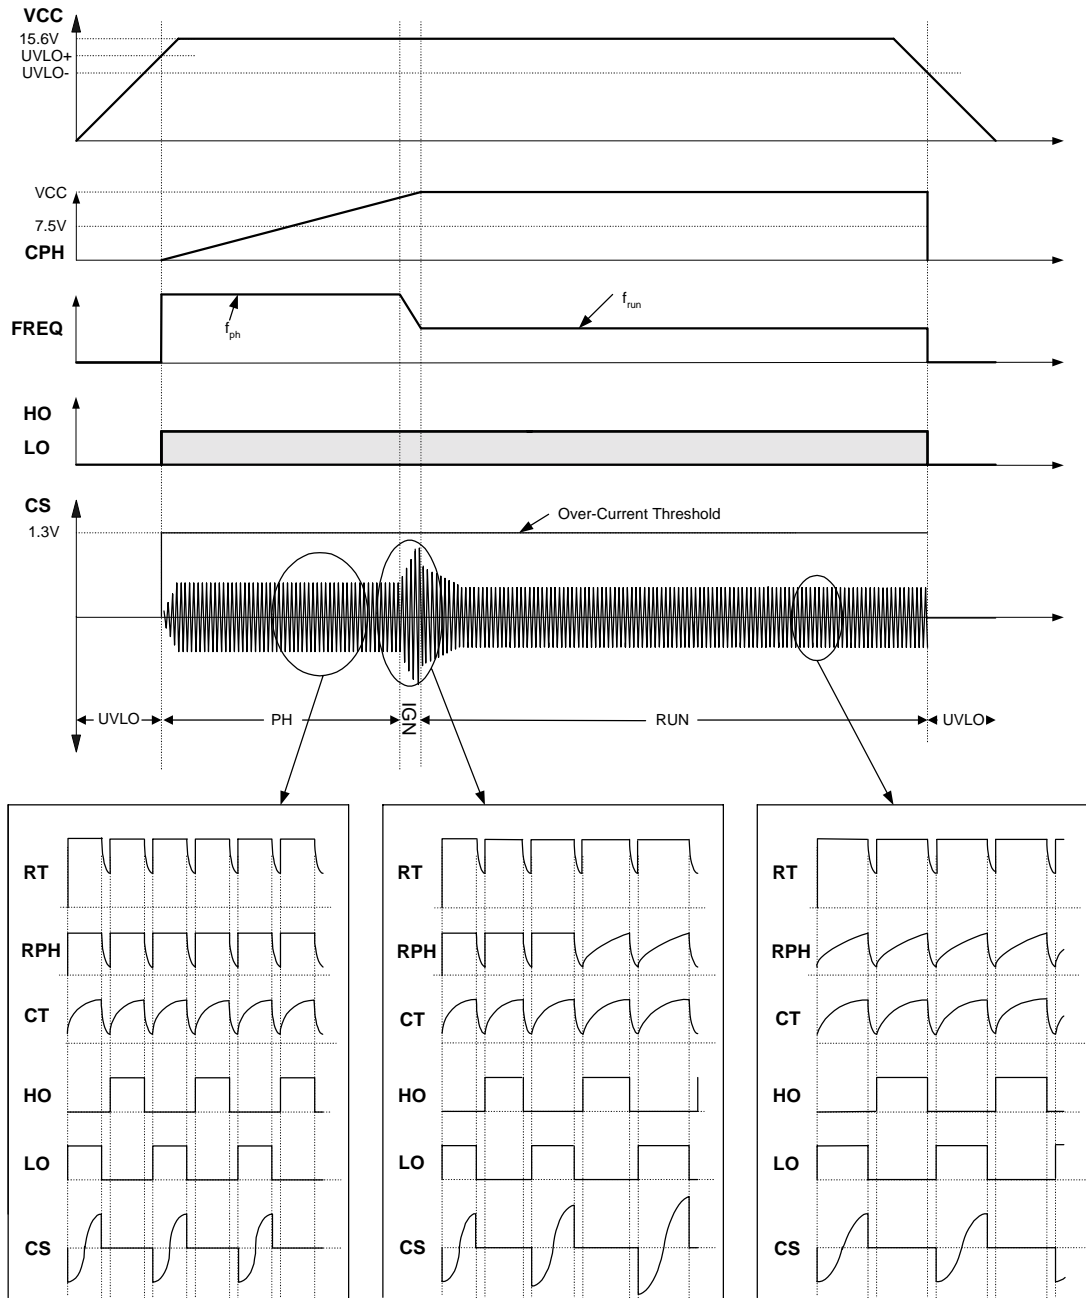 VCC
15.6V
UVLO+
UVLO-
VCC
7.5V
CPH
FREQ
fph
frun
HO
LO
CS
1.3V
Over-Current Threshold
UVLO
PH
IGN
RUN
UVLO
RT
RPH
CT
HO
LO
CS
RT
RPH
CT
HO
LO
CS
RT
RPH
CT
HO
LO
CS